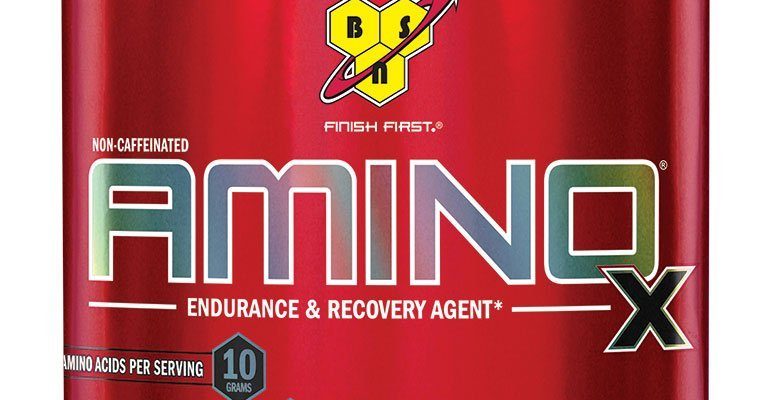 B S
n
FINISH FIRST.®
NON-CAFFEINATED
AMINO®
X
ENDURANCE & RECOVERY AGENT*
AMINO ACIDS PER SERVING 10
GRAMS